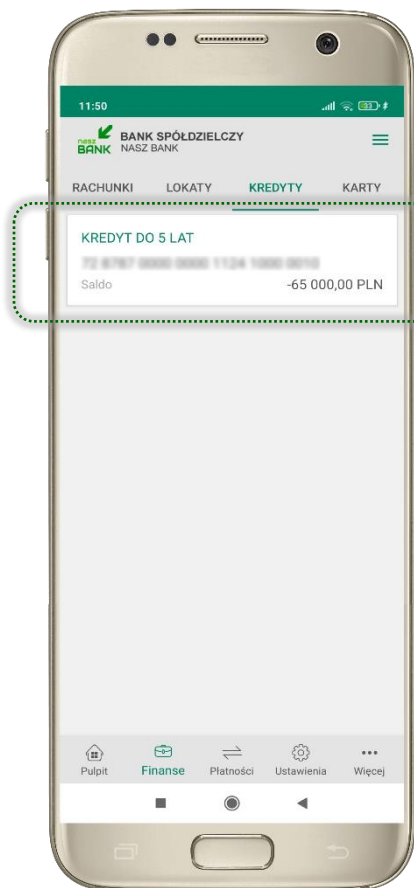 11:50
nasz BANK
BANK SPÓŁDZIELCZY
NASZ BANK
RACHUNKI LOKATY KREDYTY KARTY
KREDYT DO 5 LAT
Saldo -65 000,00 PLN
Pulpit Finanse Płatności Ustawienia Więcej